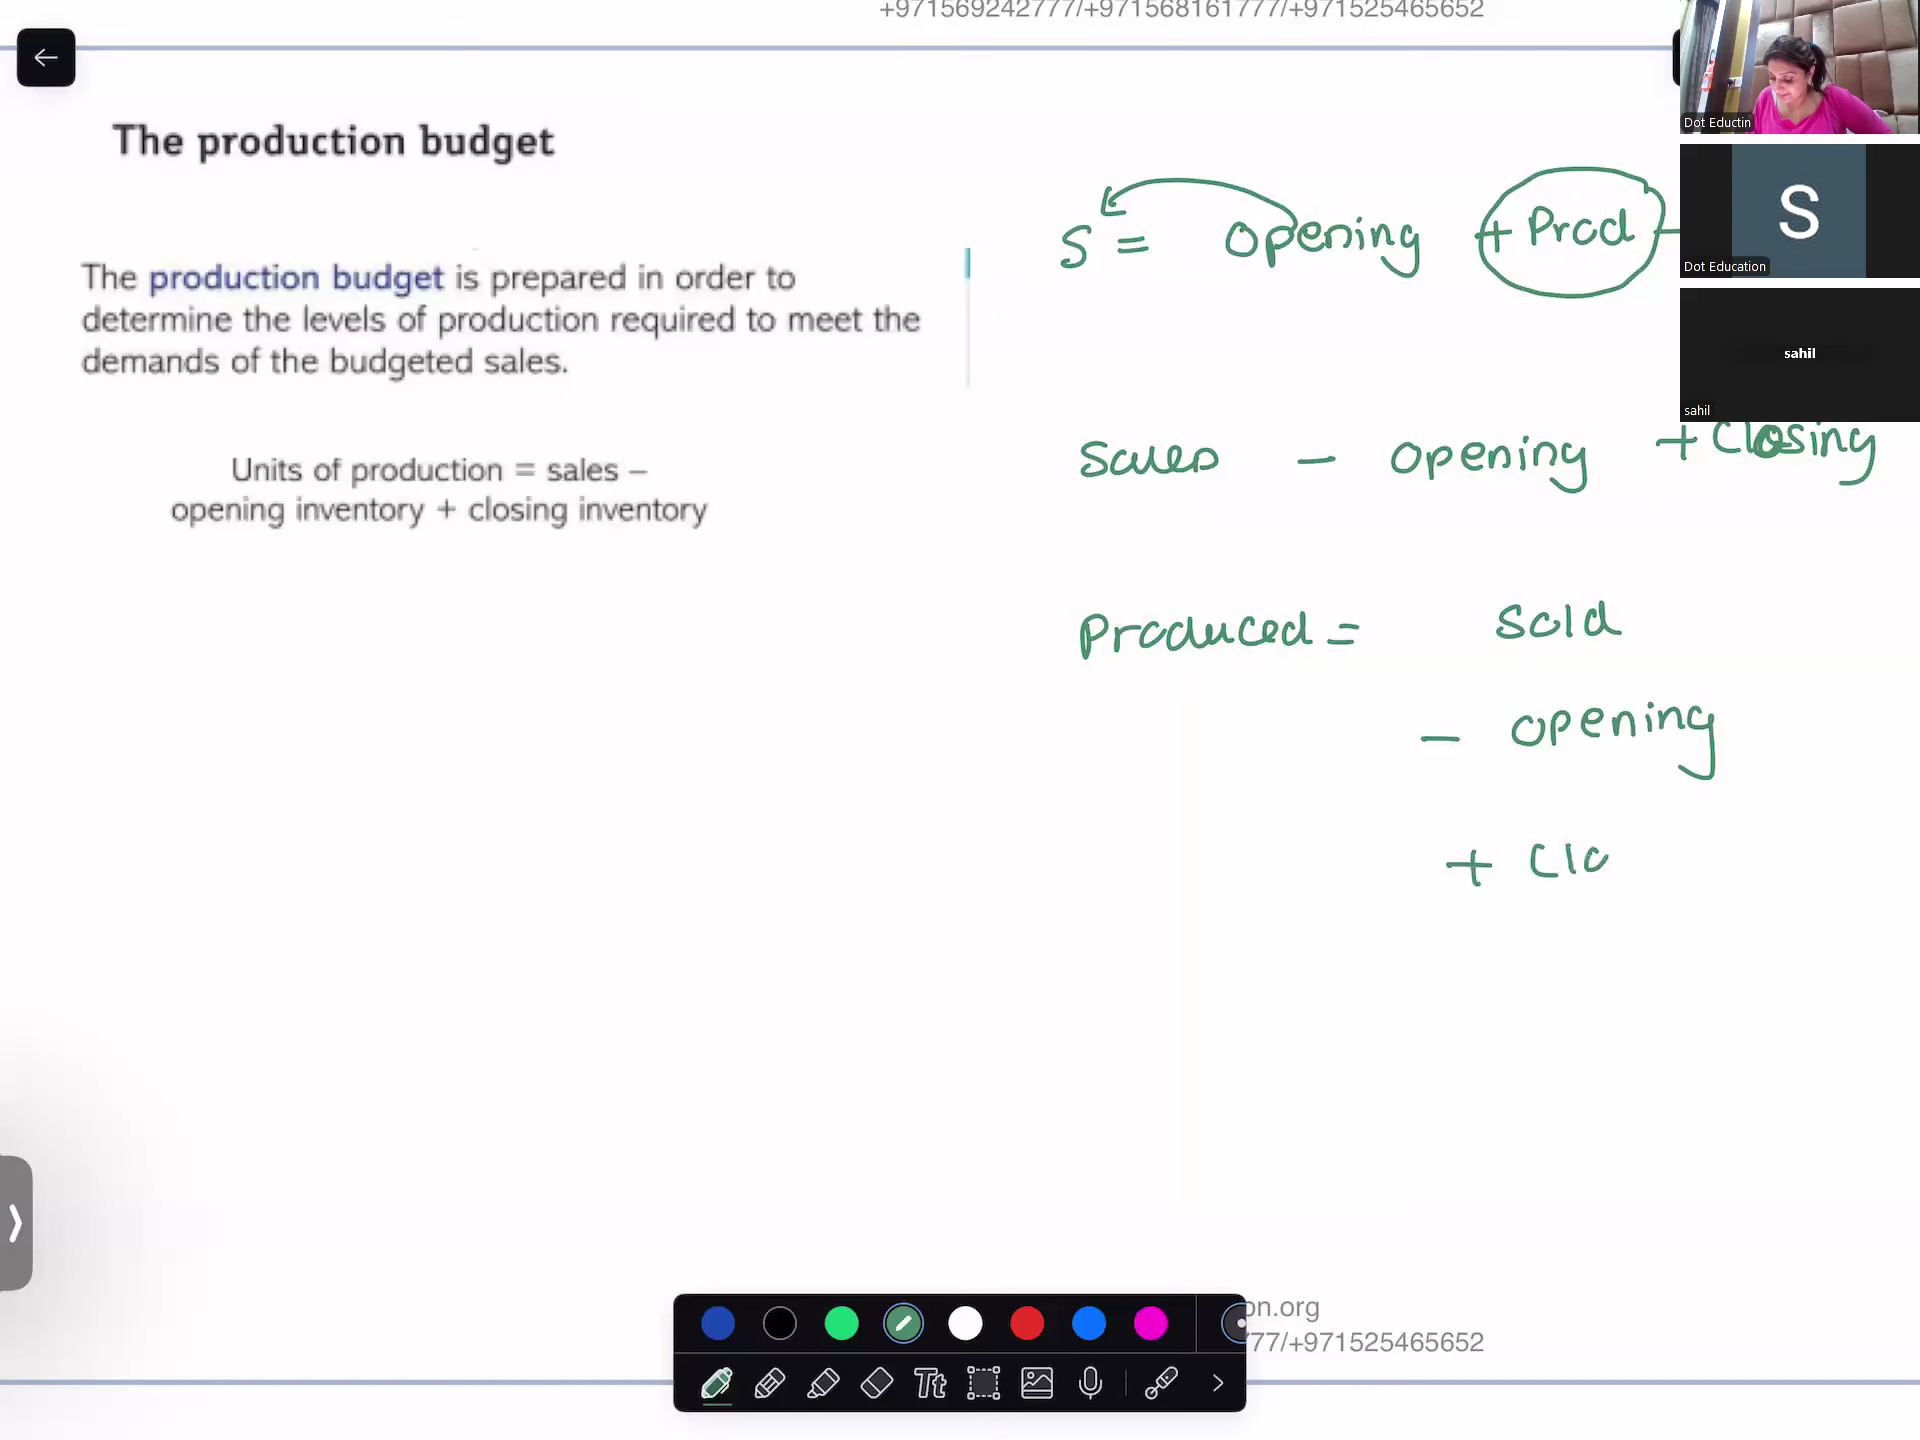 +971569242777/+971568161777/+971525465652
Dot Eductin
The production budget
S = Opening + Prod -
S
Dot Education
The production budget is prepared in order to
determine the levels of production required to meet the
demands of the budgeted sales.
sahil
sahil
Sales - Opening + Closing
Units of production = sales –
opening inventory + closing inventory
Produced = Sold
- Opening
+ Clo
on.org
77/+971525465652
Tt